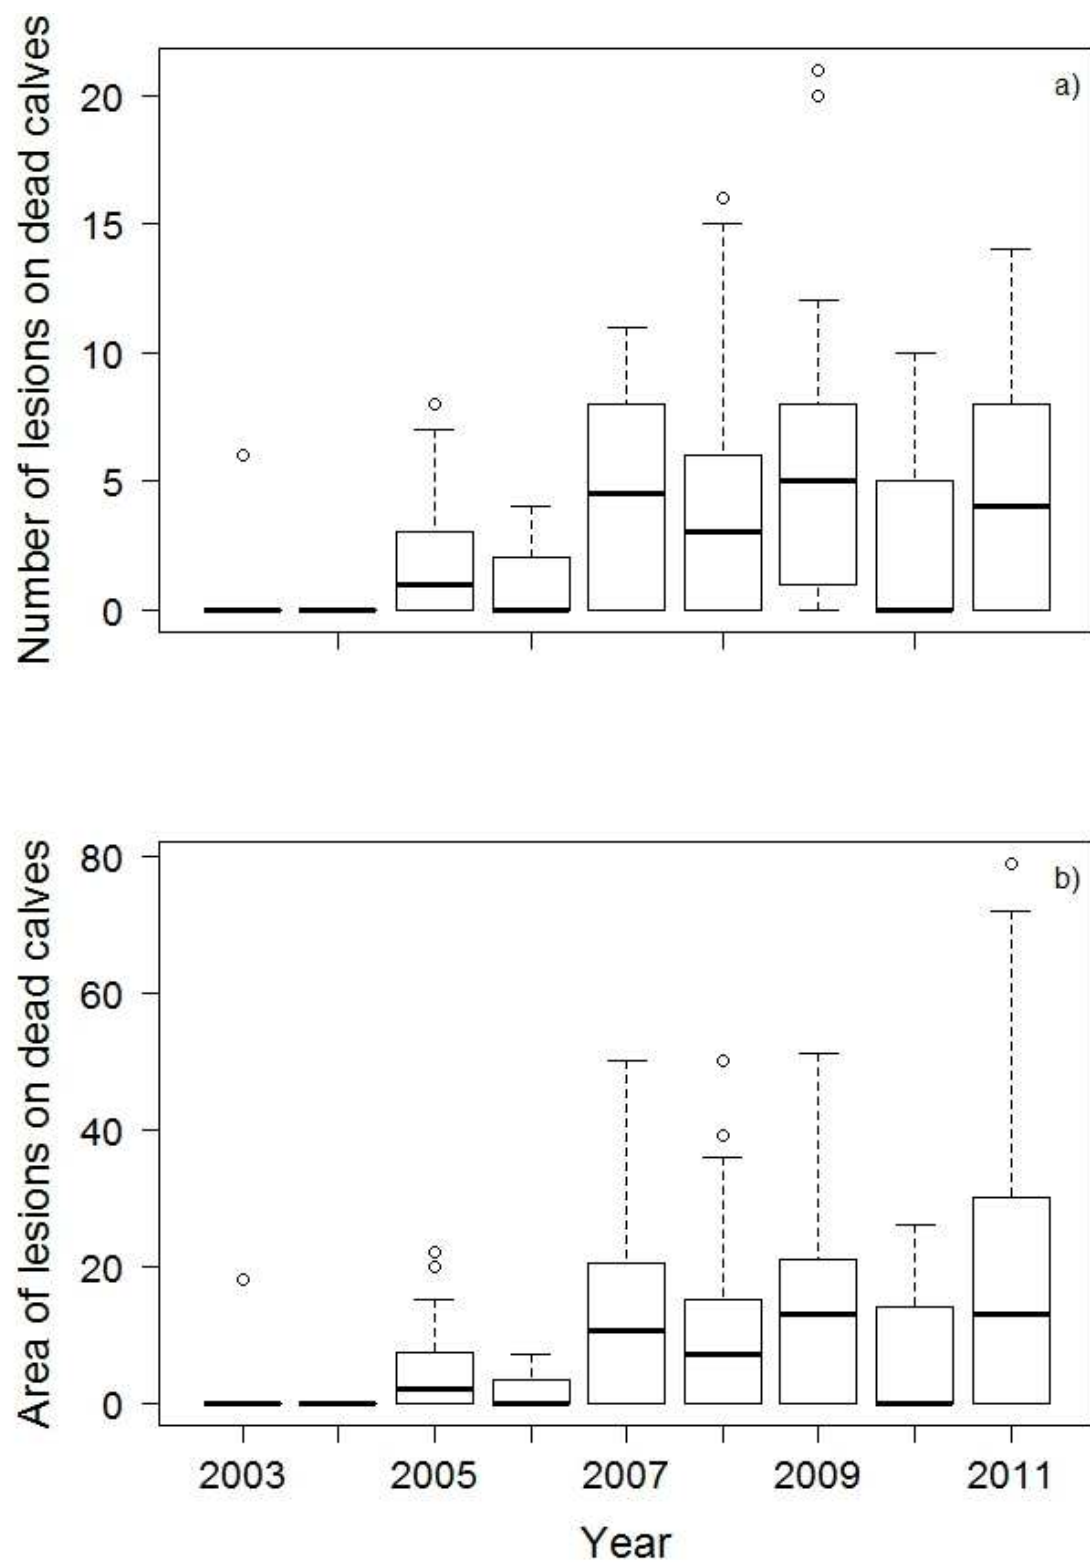 Number of lesions on dead calves
a)
20
15
10
5
0
Area of lesions on dead calves
b)
80
60
40
20
0
2003 2005 2007 2009 2011
Year